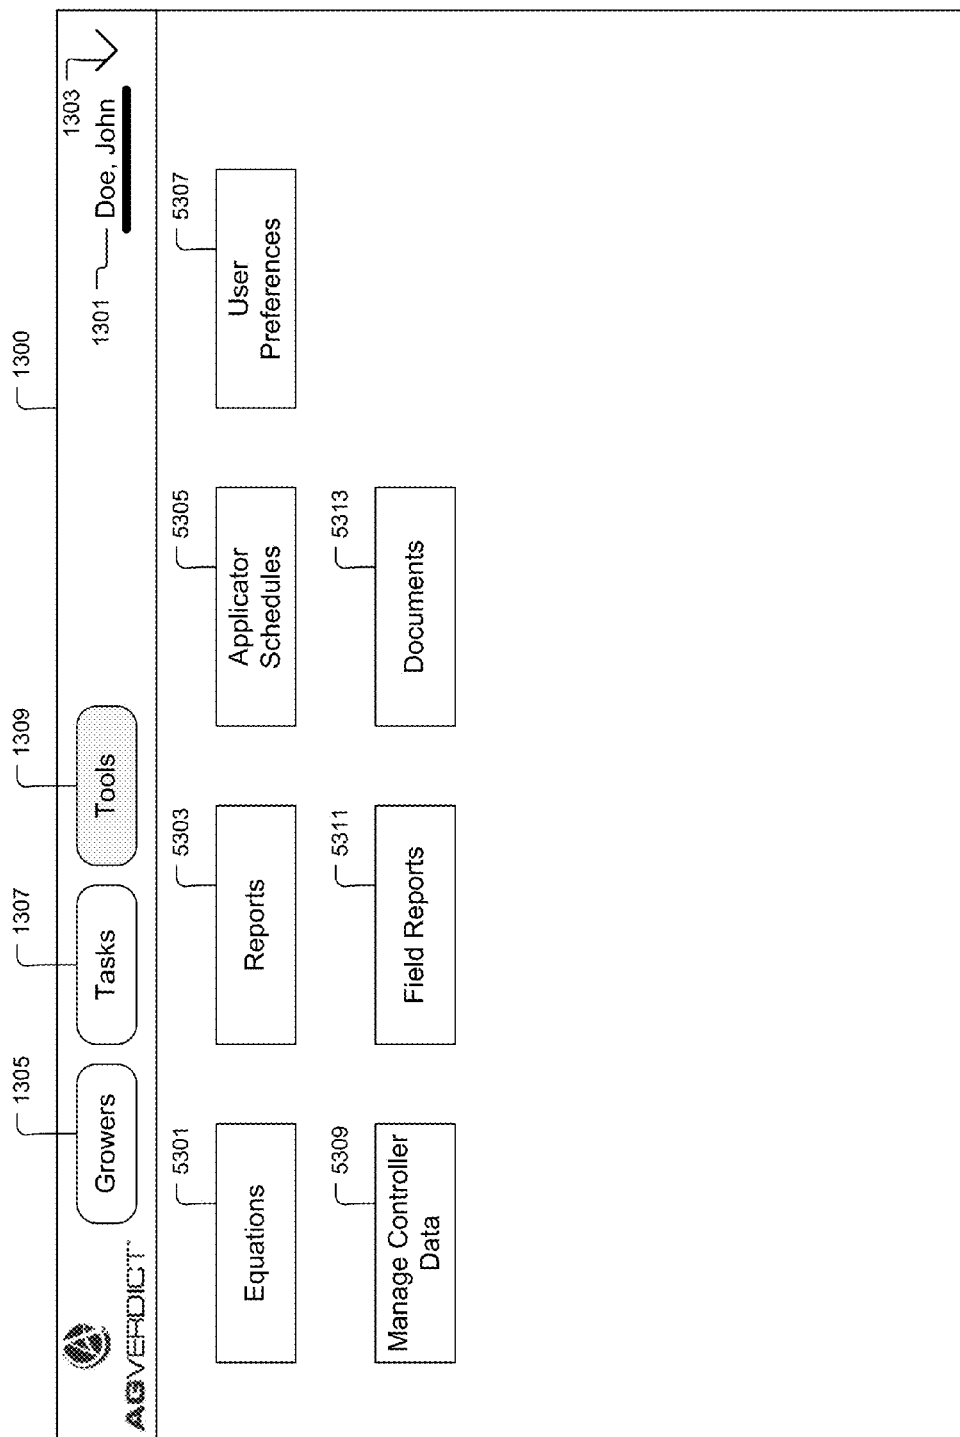 1300
1305
1307
1309
1303
AGVERDICT
Growers
Tasks
Tools
1301
Doe, John
5301
5303
5305
5307
Equations
Reports
Applicator
Schedules
User
Preferences
5309
5311
5313
Manage Controller
Data
Field Reports
Documents